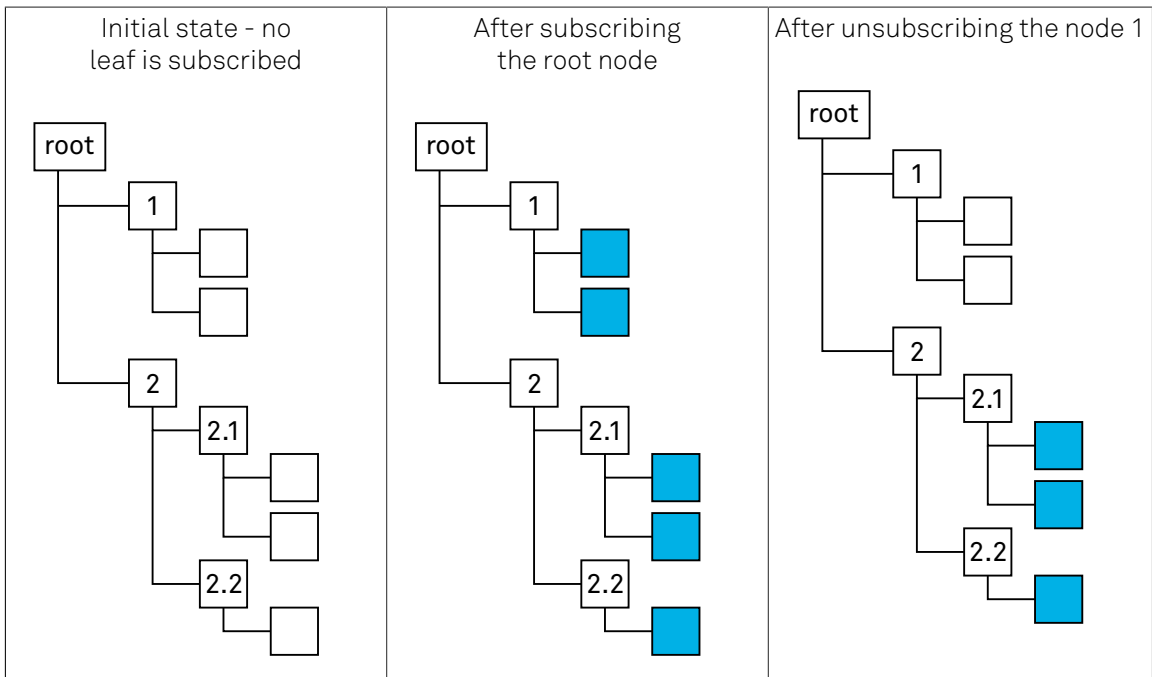 Initial state - no
leaf is subscribed
root
1
2
2.1
2.2
After subscribing
the root node
root
1
2
2.1
2.2
After unsubscribing the node 1
root
1
2
2.1
2.2